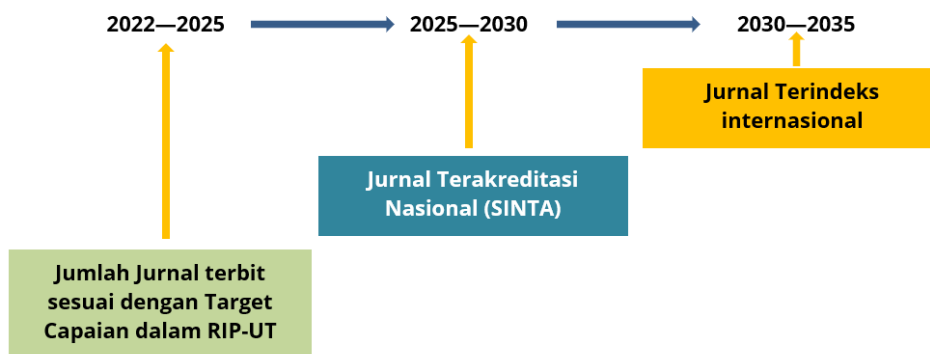 2022—2025
2025—2030
2030—2035
Jurnal Terindeks
internasional
Jurnal Terakreditasi
Nasional (SINTA)
Jumlah Jurnal terbit
sesuai dengan Target
Capaian dalam RIP-UT